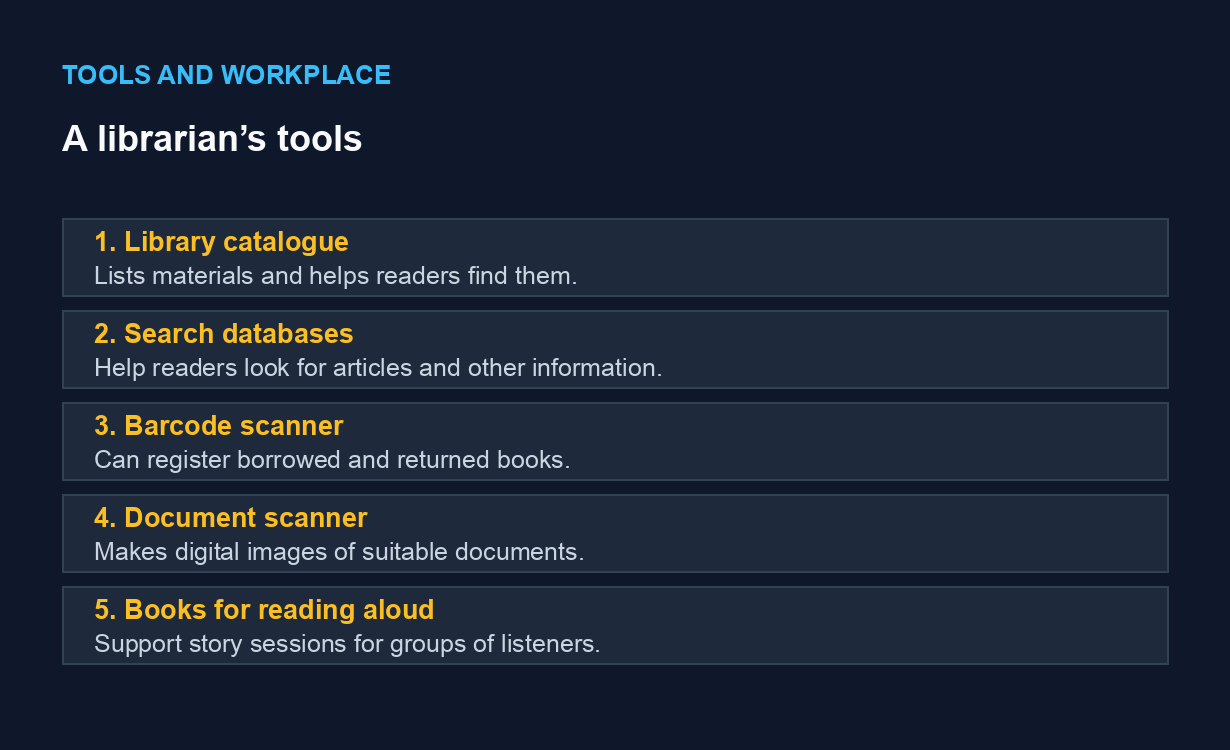 TOOLS AND WORKPLACE
A librarian’s tools
1. Library catalogue
Lists materials and helps readers find them.
2. Search databases
Help readers look for articles and other information.
3. Barcode scanner
Can register borrowed and returned books.
4. Document scanner
Makes digital images of suitable documents.
5. Books for reading aloud
Support story sessions for groups of listeners.